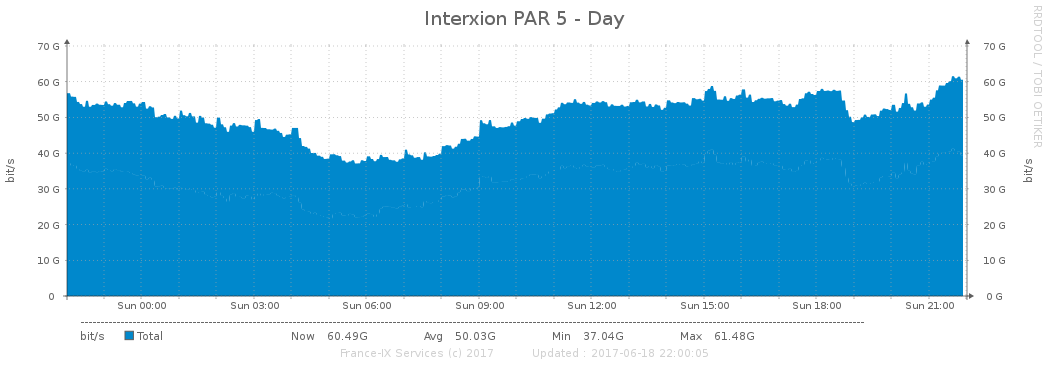 Interxion PAR 5 - Day
RRDTOOL / TOBI OETIKER
bit/s
70 G
60 G
50 G
40 G
30 G
20 G
10 G
0
70 G
60 G
50 G
40 G
30 G
20 G
10 G
0 G
bit/s
Sun 00:00 Sun 03:00 Sun 06:00 Sun 09:00 Sun 12:00 Sun 15:00 Sun 18:00 Sun 21:00
bit/s Total Now 60.49G Avg 50.03G Min 37.04G Max 61.48G
France-IX Services (c) 2017 Updated : 2017-06-18 22:00:05